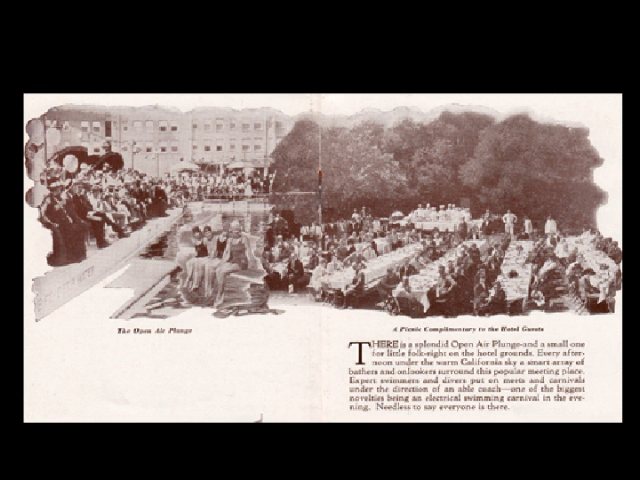 The Open Air Plunge
A Picnic Complimentary to the Hotel Guests
THERE is a splendid Open Air Plunge-and a small one
for little folk-right on the hotel grounds. Every after-
noon under the warm California sky a smart array of
bathers and onlookers surround this popular meeting place.
Expert swimmers and divers put on meets and carnivals
under the direction of an able coach—one of the biggest
novelties being an electrical swimming carnival in the eve-
ning. Needless to say everyone is there.